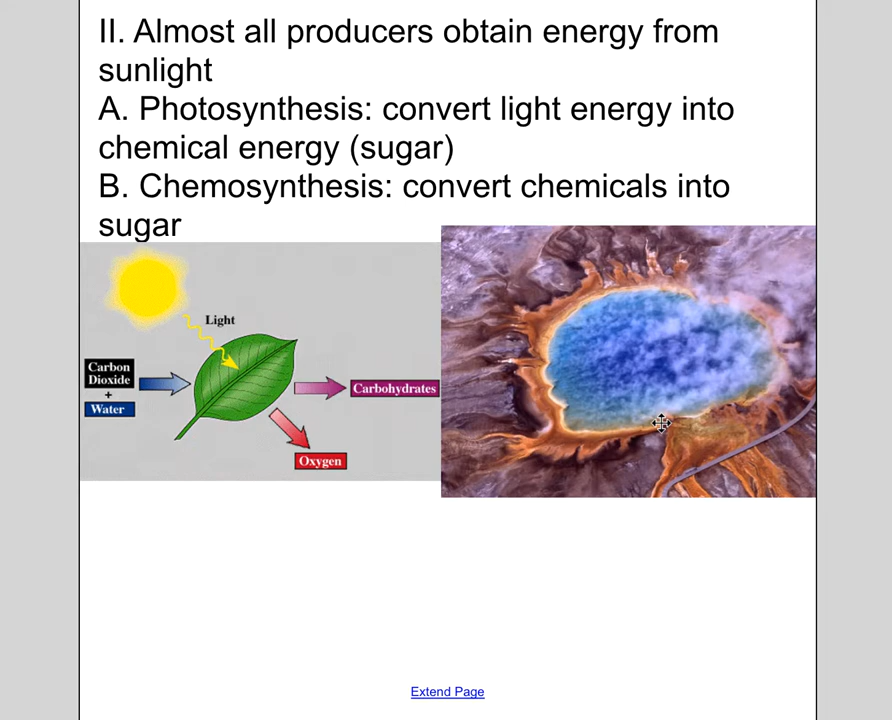 II. Almost all producers obtain energy from
sunlight
A. Photosynthesis: convert light energy into
chemical energy (sugar)
B. Chemosynthesis: convert chemicals into
sugar
Light
Carbon
Dioxide
+
Water
Carbohydrates
Oxygen
Extend Page